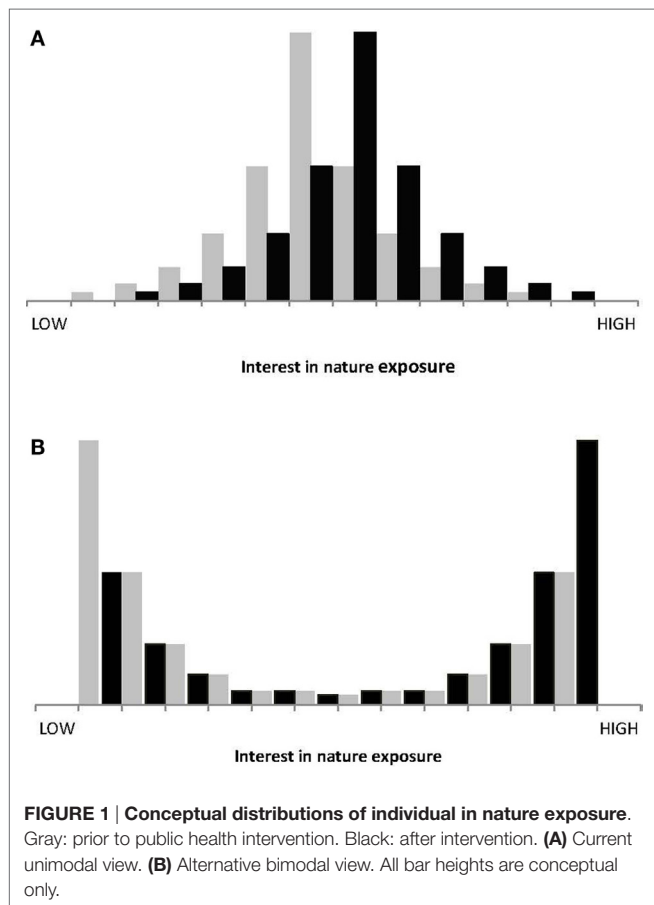 A
LOW HIGH
Interest in nature exposure
B
LOW HIGH
Interest in nature exposure
FIGURE 1 | Conceptual distributions of individual in nature exposure.
Gray: prior to public health intervention. Black: after intervention. (A) Current
unimodal view. (B) Alternative bimodal view. All bar heights are conceptual
only.